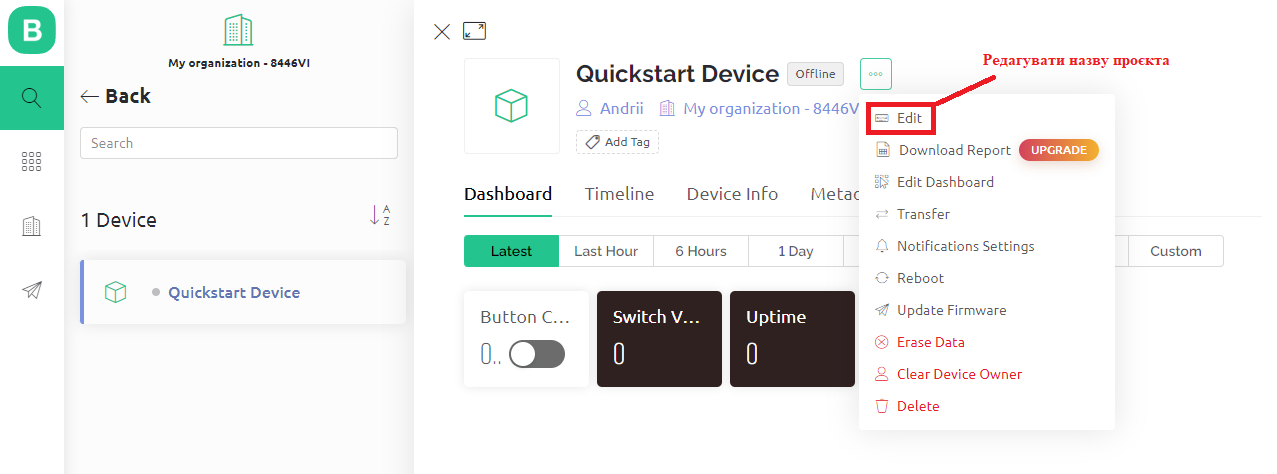 B
My organization - 8446VI
Back
Search
1 Device
A
Z
Quickstart Device
Quickstart Device
Offline
Редагувати назву проєкта
Andrii
My organization - 8446V
Add Tag
Edit
Download Report
UPGRADE
Edit Dashboard
Transfer
Notifications Settings
Reboot
Update Firmware
Erase Data
Clear Device Owner
Delete
Dashboard
Timeline
Device Info
Metad
Latest
Last Hour
6 Hours
1 Day
Custom
Button C...
0..
Switch V...
0
Uptime
0